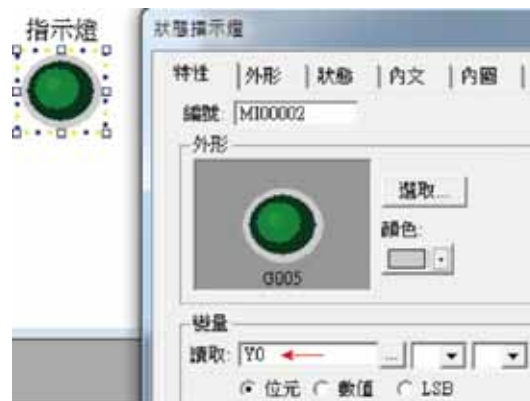 指示燈
狀態指示燈
特性 外形 狀態 內文 內圖
編號: MI00002
外形
選取...
顏色:
G005
變量
讀取: Y0 ...
位元 數值 LSB